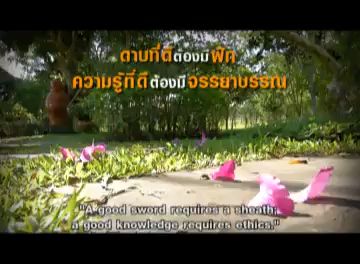 ดาบที่ดีต้องมีฝัก
ความรู้ที่ดีต้องมีจรรยาบรรณ
"A good sword requires a sheath;
a good knowledge requires ethics."